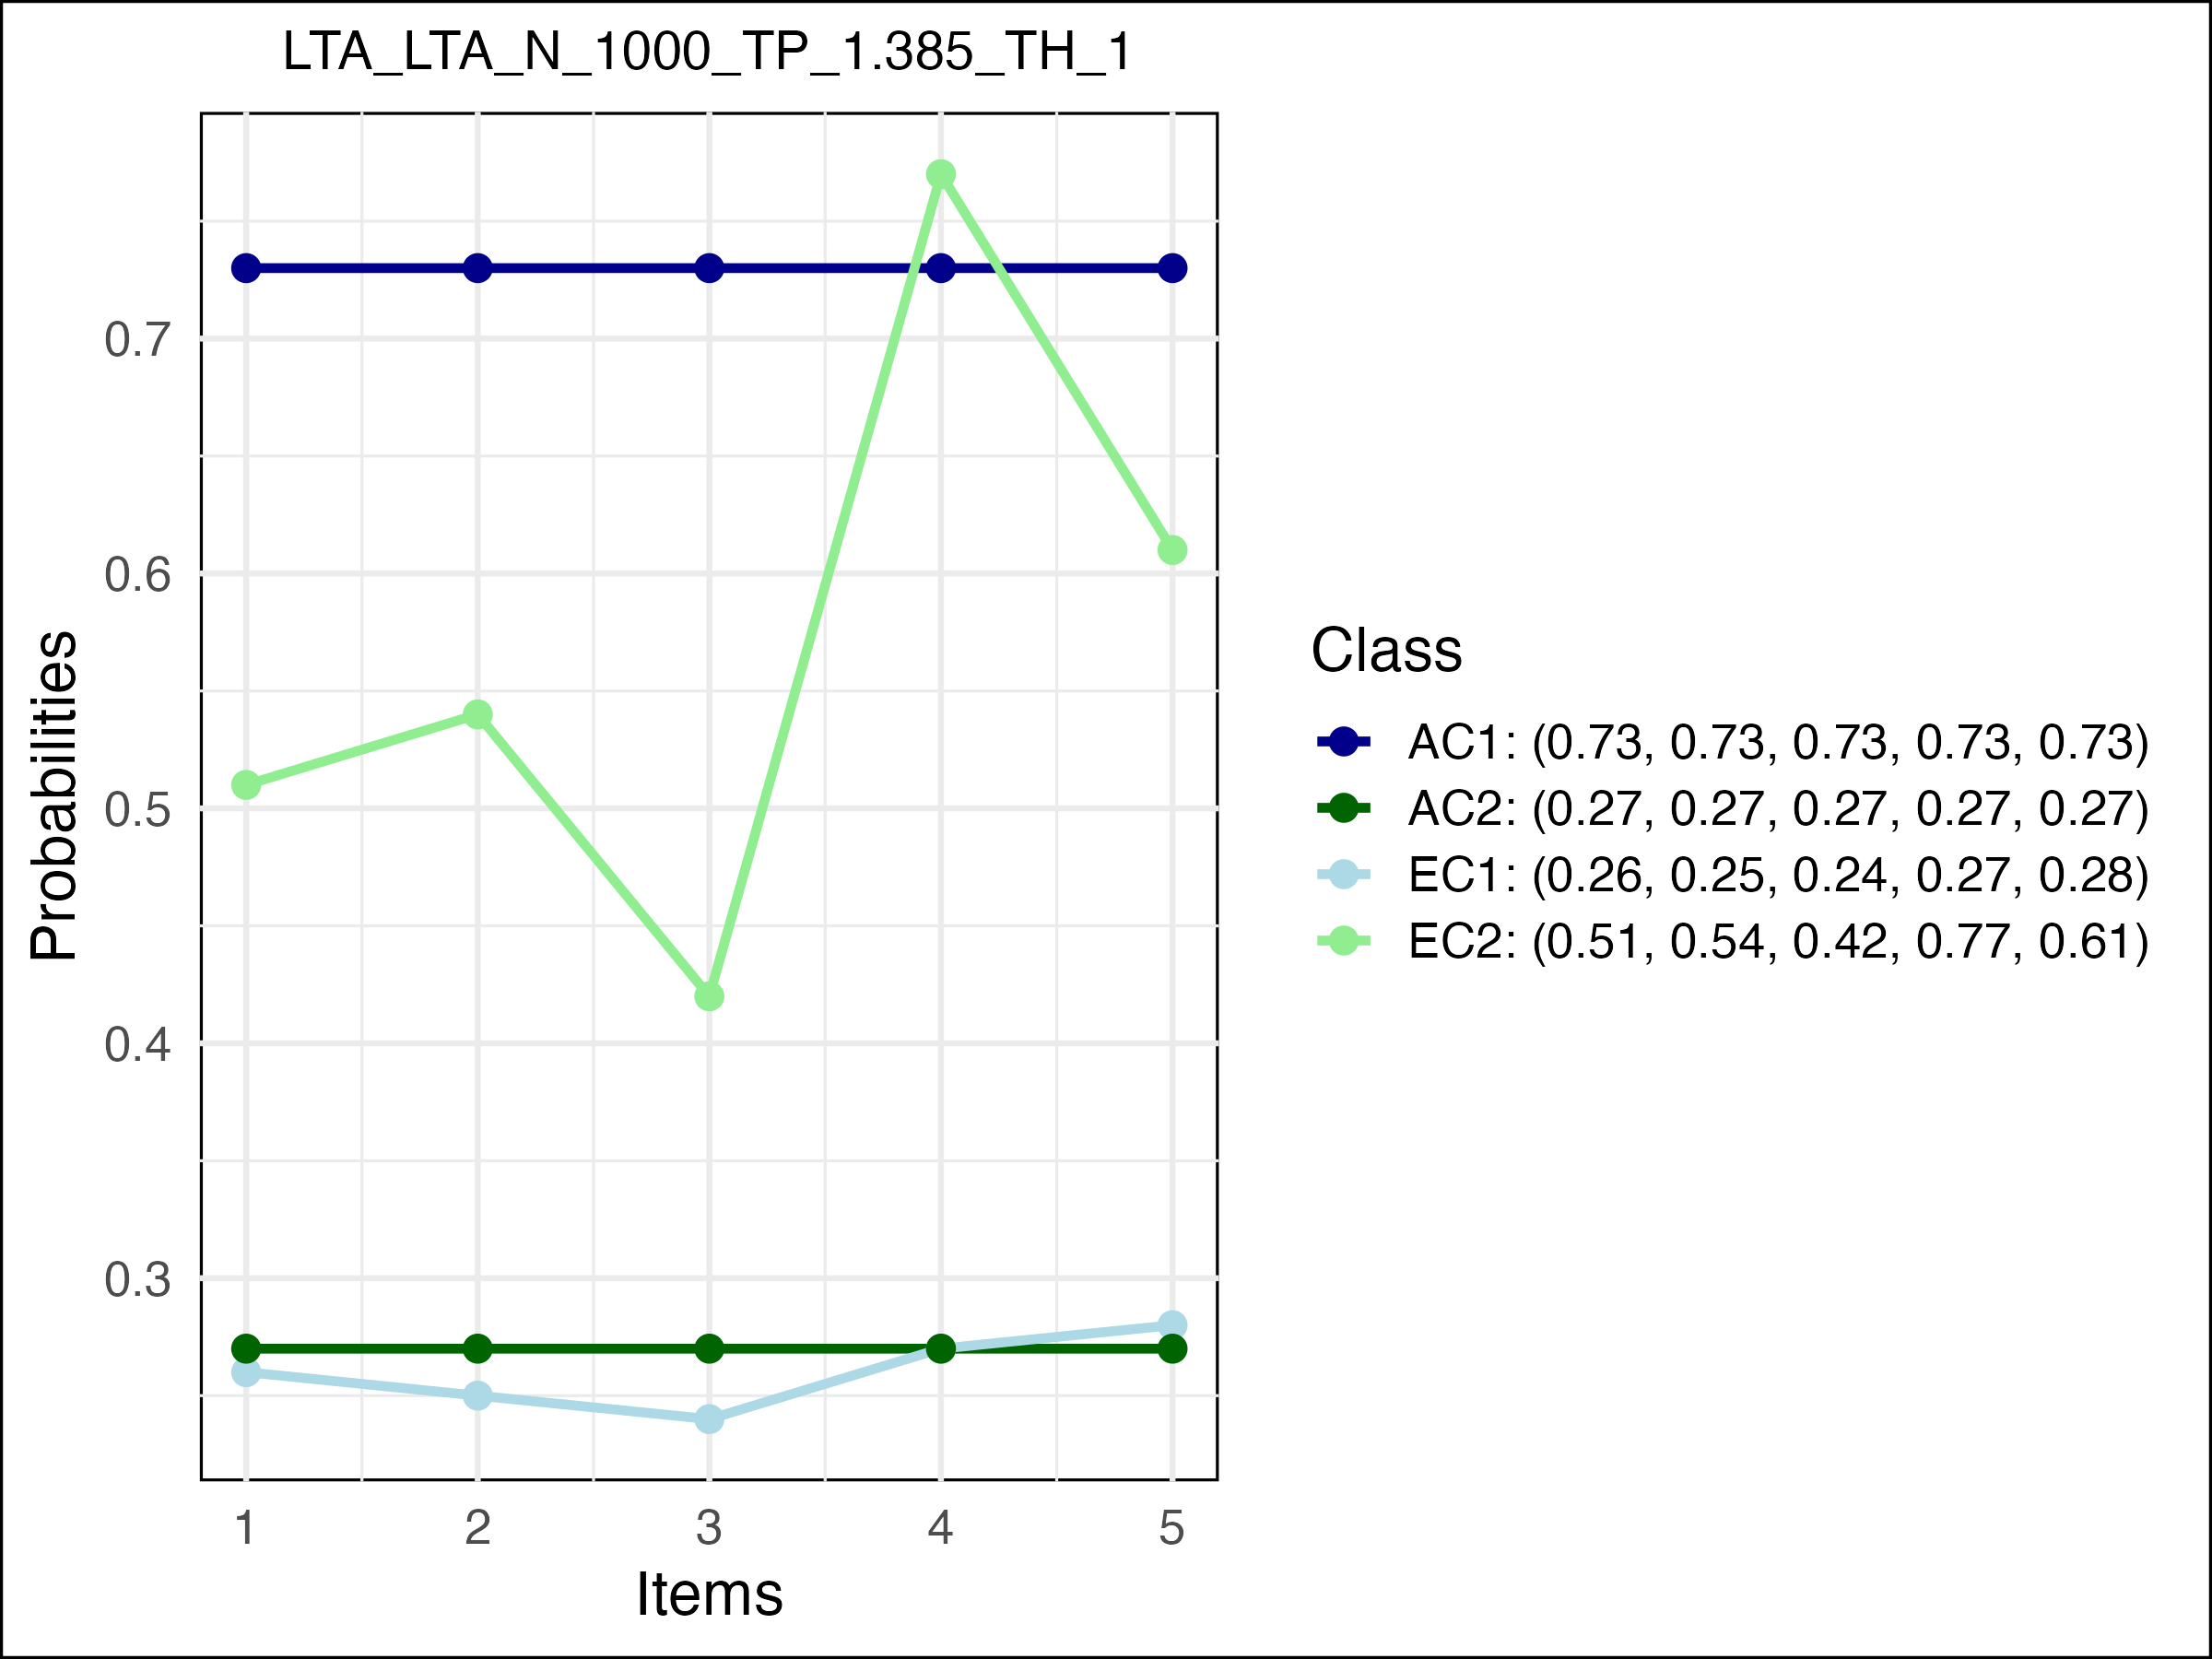 LTA_LTA_N_1000_TP_1.385_TH_1
Probabilities
0.7
0.6
0.5
0.4
0.3
1 2 3 4 5
Items
Class
AC1: (0.73, 0.73, 0.73, 0.73, 0.73)
AC2: (0.27, 0.27, 0.27, 0.27, 0.27)
EC1: (0.26, 0.25, 0.24, 0.27, 0.28)
EC2: (0.51, 0.54, 0.42, 0.77, 0.61)